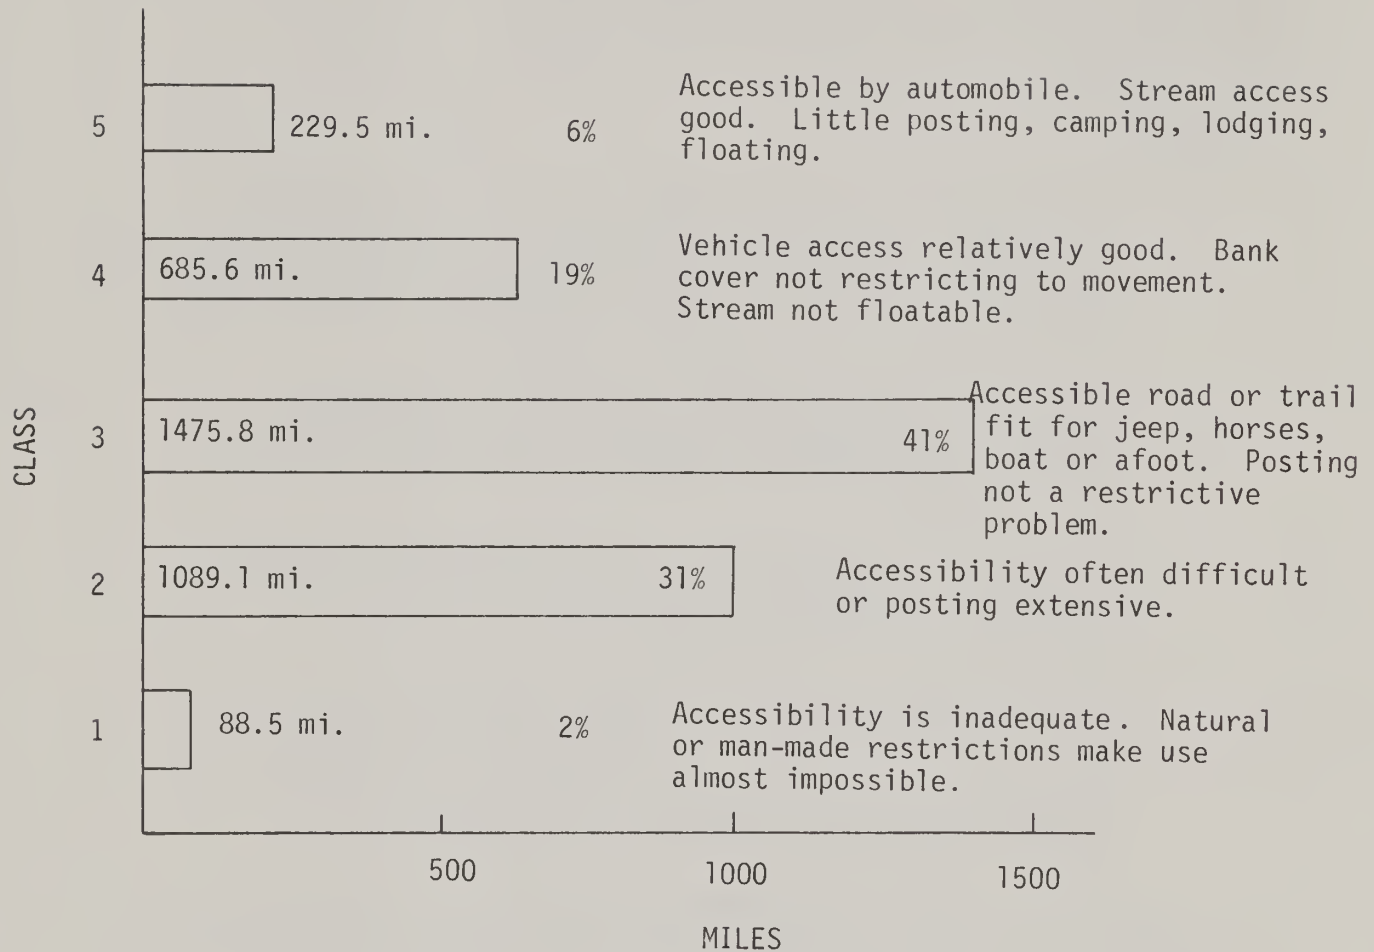 5
229.5 mi.
6%
Accessible by automobile. Stream access
good. Little posting, camping, lodging,
floating.
4
685.6 mi.
19%
Vehicle access relatively good. Bank
cover not restricting to movement.
Stream not floatable.
CLASS
3
1475.8 mi.
41%
Accessible road or trail
fit for jeep, horses,
boat or afoot. Posting
not a restrictive
problem.
2
1089.1 mi.
31%
Accessibility often difficult
or posting extensive.
1
88.5 mi.
2%
Accessibility is inadequate. Natural
or man-made restrictions make use
almost impossible.
500
1000
1500
MILES